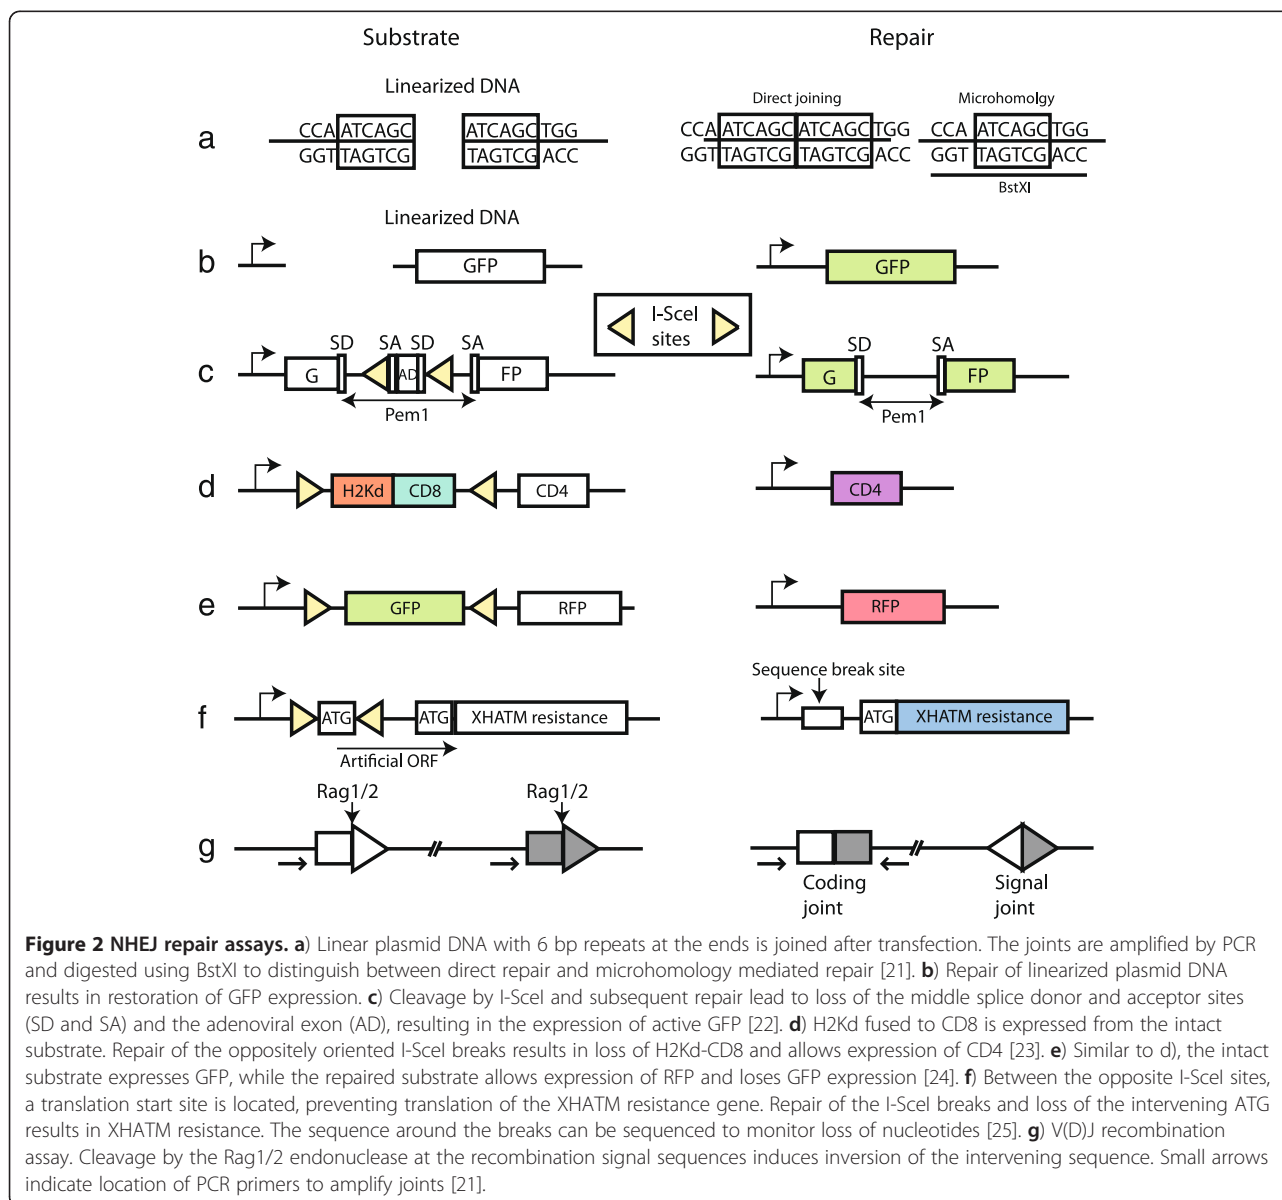 Substrate
Repair
Linearized DNA
Direct joining
Microhomolgy
a
CCA ATCAGC
GGT TAGTCG
ATCAGC TGG
TAGTCG ACC
CCA ATCAGC ATCAGC TGG
GGT TAGTCG TAGTCG ACC
CCA ATCAGC TGG
GGT TAGTCG ACC
BstXI
Linearized DNA
b
GFP
GFP
I-SceI
sites
c
SD
SA
SD
SA
G
AD
FP
Pem1
SD
SA
G
FP
Pem1
d
H2Kd
CD8
CD4
CD4
e
GFP
RFP
RFP
Sequence break site
f
ATG
ATG
XHATM resistance
Artificial ORF
ATG
XHATM resistance
Rag1/2
Rag1/2
g
Coding
joint
Signal
joint
Figure 2 NHEJ repair assays. a) Linear plasmid DNA with 6 bp repeats at the ends is joined after transfection. The joints are amplified by PCR
and digested using BstXI to distinguish between direct repair and microhomology mediated repair [21]. b) Repair of linearized plasmid DNA
results in restoration of GFP expression. c) Cleavage by I-SceI and subsequent repair lead to loss of the middle splice donor and acceptor sites
(SD and SA) and the adenoviral exon (AD), resulting in the expression of active GFP [22]. d) H2Kd fused to CD8 is expressed from the intact
substrate. Repair of the oppositely oriented I-SceI breaks results in loss of H2Kd-CD8 and allows expression of CD4 [23]. e) Similar to d), the intact
substrate expresses GFP, while the repaired substrate allows expression of RFP and loses GFP expression [24]. f) Between the opposite I-SceI sites,
a translation start site is located, preventing translation of the XHATM resistance gene. Repair of the I-SceI breaks and loss of the intervening ATG
results in XHATM resistance. The sequence around the breaks can be sequenced to monitor loss of nucleotides [25]. g) V(D)J recombination
assay. Cleavage by the Rag1/2 endonuclease at the recombination signal sequences induces inversion of the intervening sequence. Small arrows
indicate location of PCR primers to amplify joints [21].